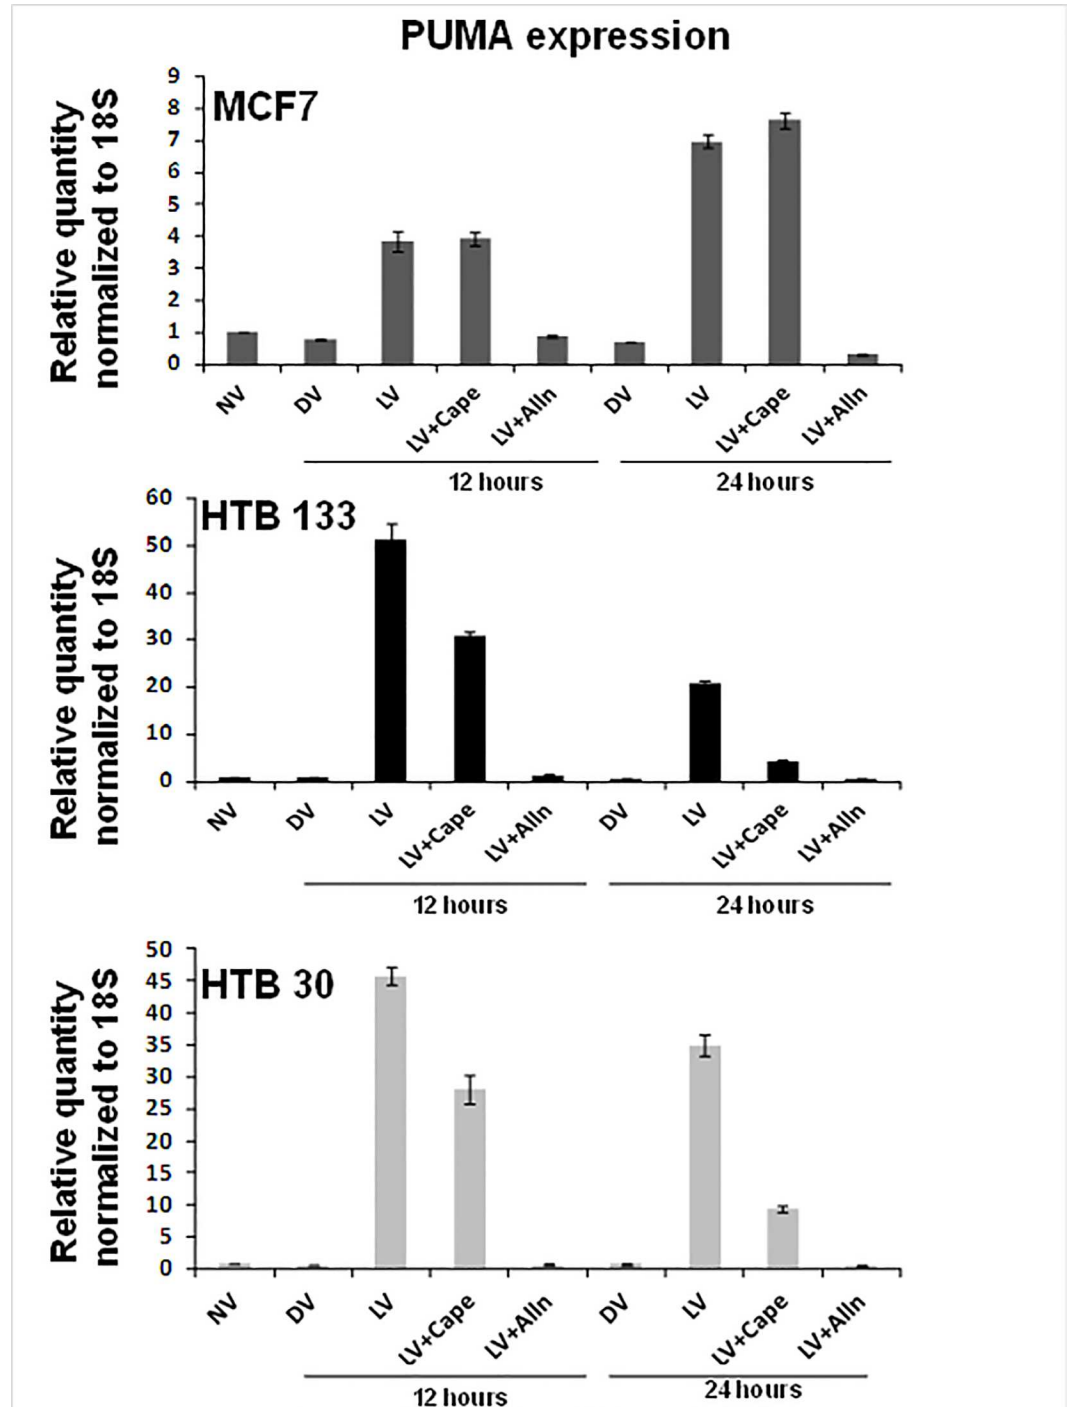 PUMA expression
Relative quantity
normalized to 18S
MCF7
9
8
7
6
5
4
3
2
1
0
NV
DV
LV
LV+Cape
LV+Alln
DV
LV
LV+Cape
LV+Alln
12 hours
24 hours
Relative quantity
normalized to 18S
HTB 133
60
50
40
30
20
10
0
NV
DV
LV
LV+Cape
LV+Alln
DV
LV
LV+Cape
LV+Alln
12 hours
24 hours
Relative quantity
normalized to 18S
HTB 30
50
45
40
35
30
25
20
15
10
5
0
NV
DV
LV
LV+Cape
LV+Alln
DV
LV
LV+Cape
LV+Alln
12 hours
24 hours